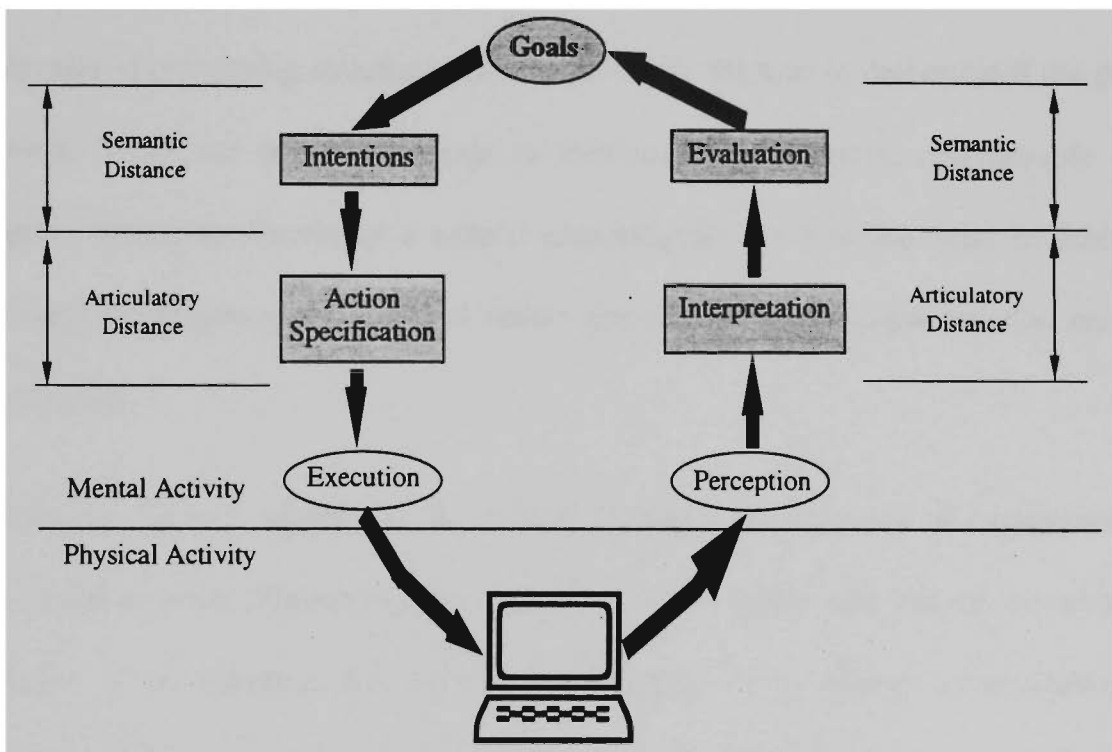 Goals
Semantic
Distance
Intentions
Evaluation
Semantic
Distance
Articulatory
Distance
Action
Specification
Interpretation
Articulatory
Distance
Execution
Perception
Mental Activity
Physical Activity